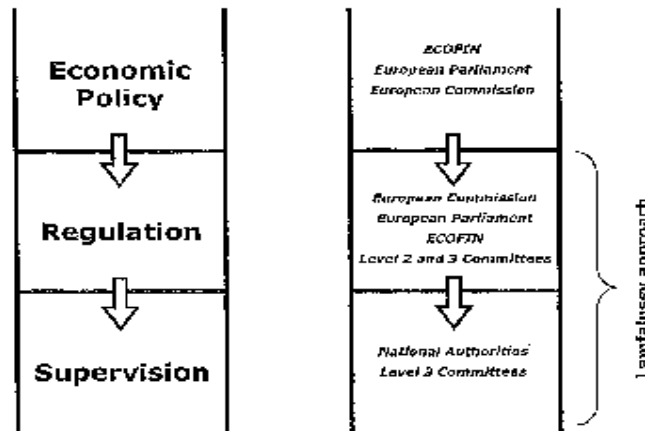 Economic
Policy
Regulation
Supervision
ECOFIN
European Parliament
European Commission
European Commission
European Parliament
ECOFIN
Level 2 and 3 Committees
National Authorities
Level 3 Committees
Lamfalussy approach